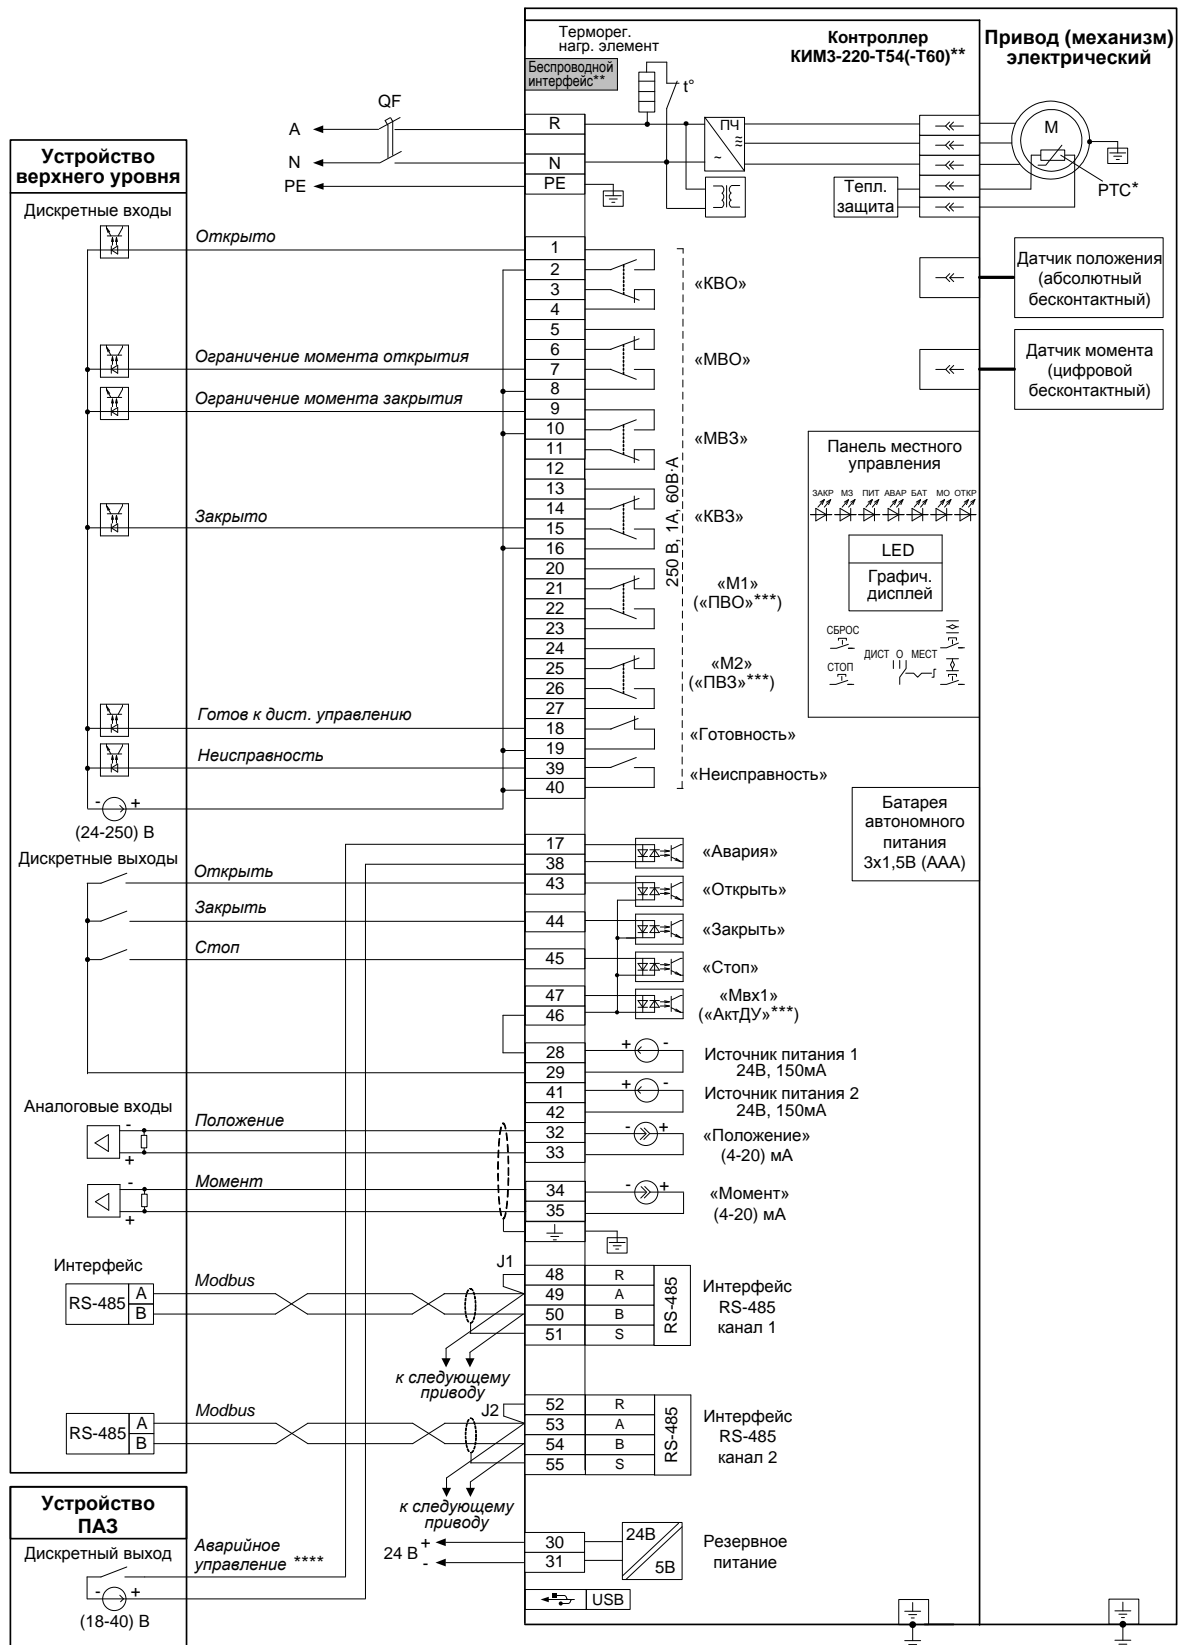 Терморег.
нагр. элемент
Беспроводной
интерфейс**
Контроллер
КИМ3-220-Т54(-Т60)**
Привод (механизм)
электрический
t°
QF
A
N
PE
R
N
PE
ПЧ
≈
~
Тепл.
защита
M
PTC*
Устройство
верхнего уровня
Дискретные входы
Открыто
Ограничение момента открытия
Ограничение момента закрытия
Закрыто
Готов к дист. управлению
Неисправность
- +
(24-250) В
1
2
3
4
5
6
7
8
9
10
11
12
13
14
15
16
20
21
22
23
24
25
26
27
18
19
39
40
«КВО»
«МВО»
«МВЗ»
«КВЗ»
«М1»
(«ПВО»***)
«М2»
(«ПВЗ»***)
«Готовность»
«Неисправность»
250 В, 1А, 60В·А
Датчик положения
(абсолютный
бесконтактный)
Датчик момента
(цифровой
бесконтактный)
Панель местного
управления
ЗАКР МЗ ПИТ АВАР БАТ МО ОТКР
LED
Графич.
дисплей
СБРОС
СТОП
ДИСТ О МЕСТ
Батарея
автономного
питания
3х1,5В (ААА)
Дискретные выходы
Открыть
Закрыть
Стоп
17
38
43
44
45
47
46
28
29
41
42
32
33
34
35
«Авария»
«Открыть»
«Закрыть»
«Стоп»
«Мвх1»
(«АктДУ»***)
+ -
Источник питания 1
24В, 150мА
+ -
Источник питания 2
24В, 150мА
- +
«Положение»
(4-20) мА
- +
«Момент»
(4-20) мА
Аналоговые входы
Положение
-
+
Момент
-
+
Интерфейс
RS-485
A
B
Modbus
J1
48 R
49 A
50 B
51 S
RS-485
Интерфейс
RS-485
канал 1
к следующему
приводу
RS-485
A
B
Modbus
J2
52 R
53 A
54 B
55 S
RS-485
Интерфейс
RS-485
канал 2
к следующему
приводу
Устройство
ПАЗ
Дискретный выход
Аварийное
управление ****
- +
(18-40) В
24 В
+
-
30
31
24В
5В
Резервное
питание
USB